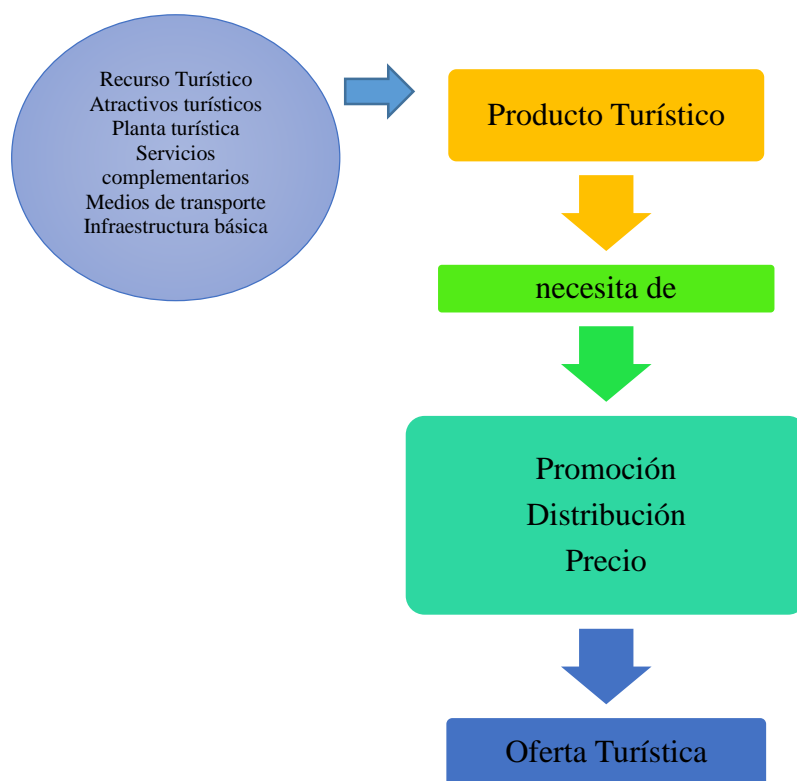 Recurso Turístico
Atractivos turísticos
Planta turística
Servicios
complementarios
Medios de transporte
Infraestructura básica
Producto Turístico
necesita de
Promoción
Distribución
Precio
Oferta Turística